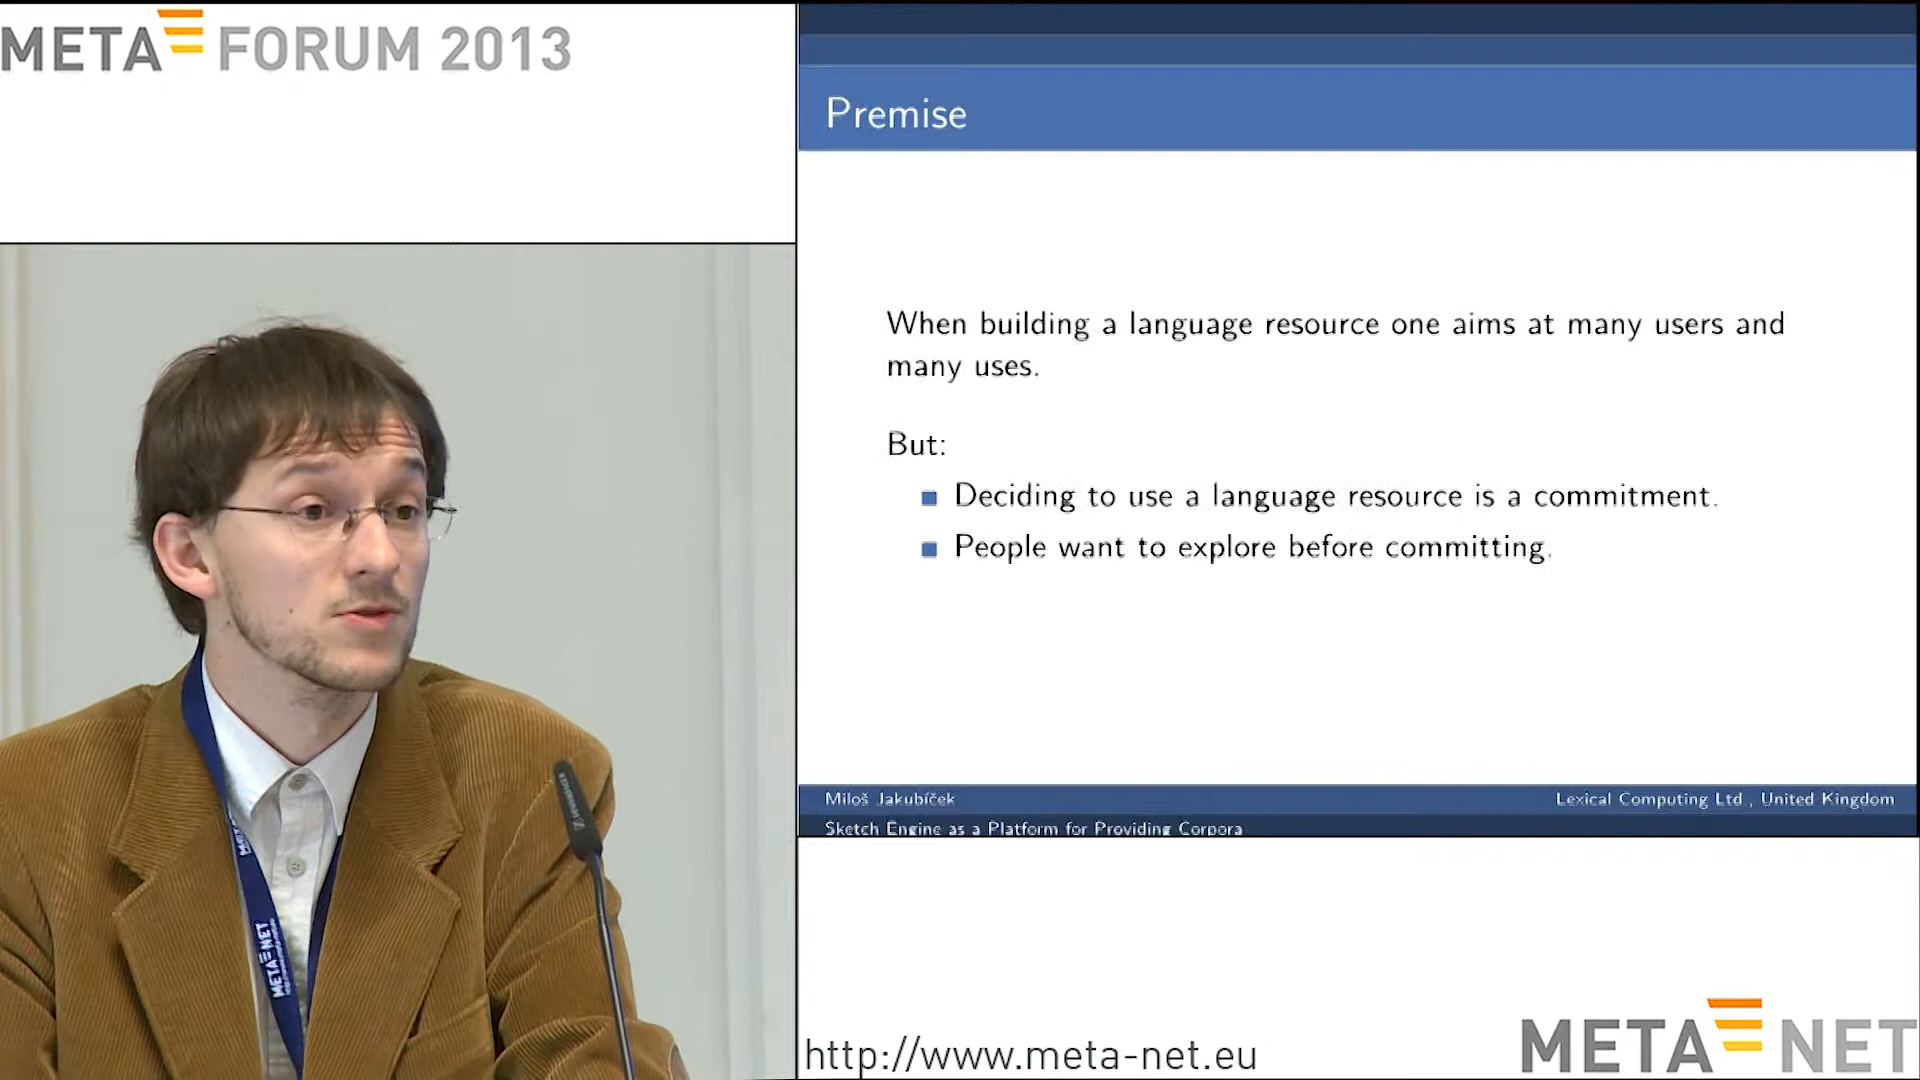 META FORUM 2013
Premise
When building a language resource one aims at many users and
many uses.
But:
Deciding to use a language resource is a commitment.
People want to explore before committing.
Miloš Jakubíček
Lexical Computing Ltd., United Kingdom
Sketch Engine as a Platform for Providing Corpora
META NET
http://www.meta-net.eu
META NET